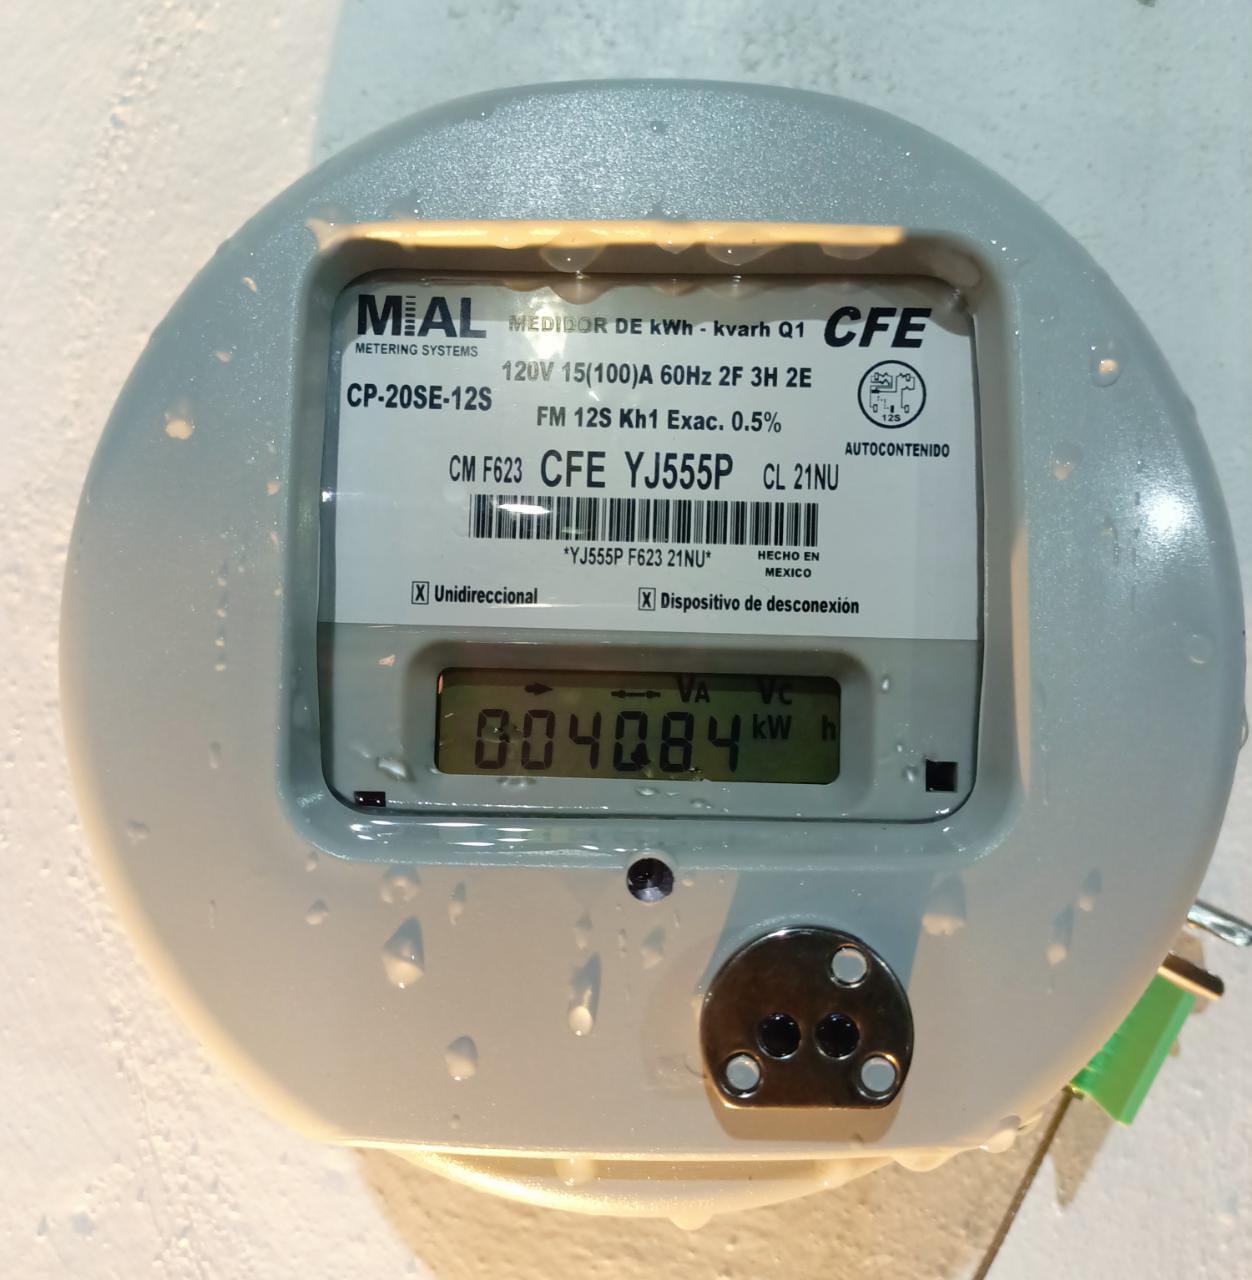 MIAL
METERING SYSTEMS
MEDIDOR DE kWh - kvarh Q1
CFE
120V 15(100)A 60Hz 2F 3H 2E
CP-20SE-12S
FM 12S Kh1 Exac. 0.5%
12S
AUTOCONTENIDO
CM F623 CFE YJ555P CL 21NU
*YJ555P F623 21NU*
HECHO EN
MEXICO
X Unidireccional
X Dispositivo de desconexión
VA VC
004084 kW h